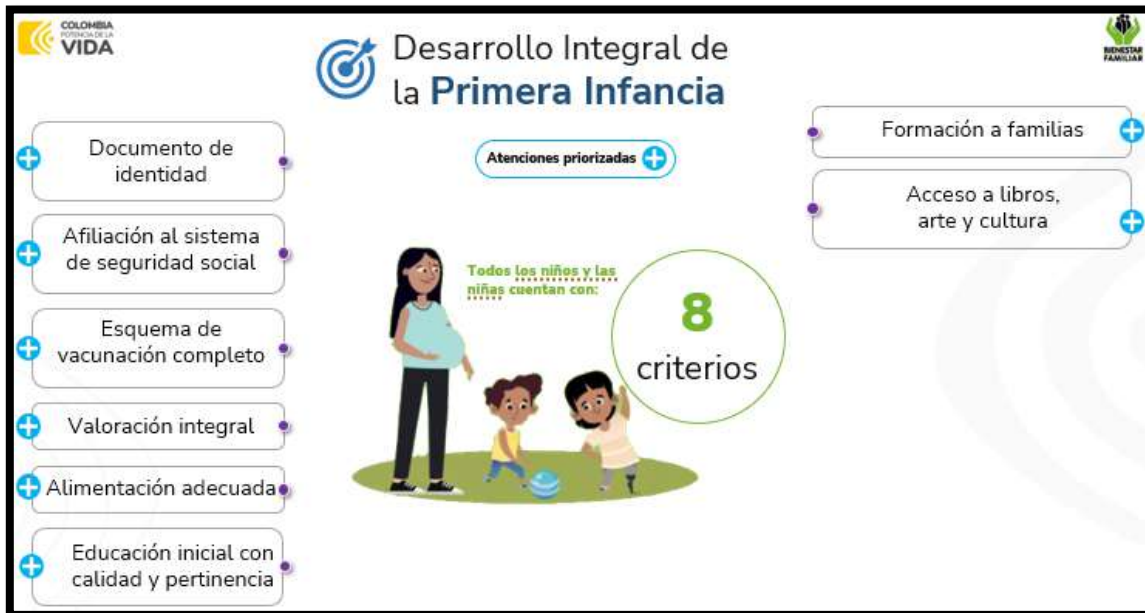 COLOMBIA
POTENCIA DE LA
VIDA
Desarrollo Integral de
la Primera Infancia
BIENESTAR
FAMILIAR
Atenciones priorizadas
Documento de
identidad
Afiliación al sistema
de seguridad social
Esquema de
vacunación completo
Valoración integral
Alimentación adecuada
Educación inicial con
calidad y pertinencia
Todos los niños y las
niñas cuentan con:
8
criterios
Formación a familias
Acceso a libros,
arte y cultura